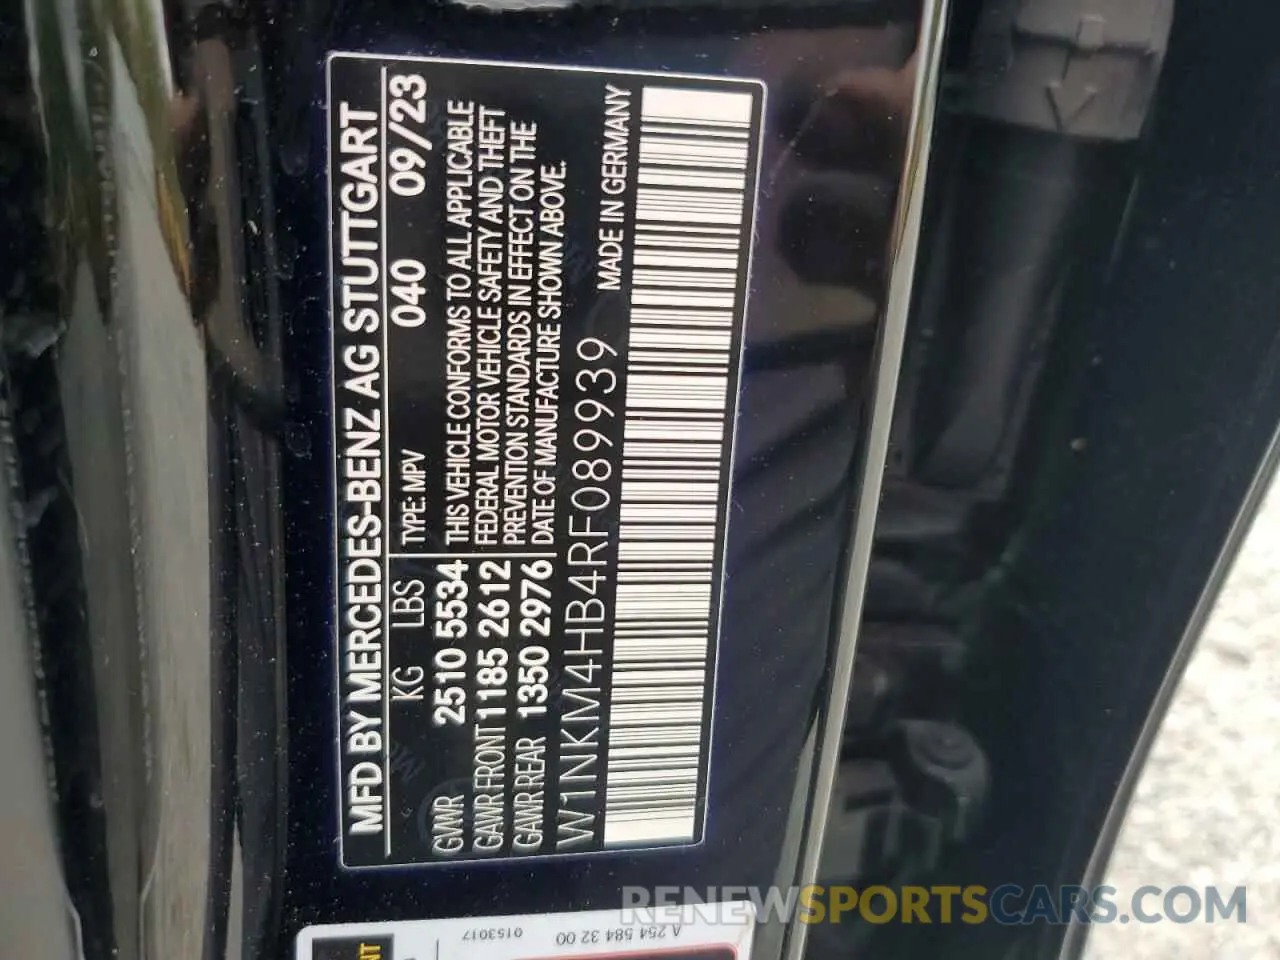 MFD BY MERCEDES-BENZ AG STUTTGART
KG LBS
GVWR 2510 5534
GAWR FRONT 1185 2612
GAWR REAR 1350 2976
TYPE: MPV 040 09/23
THIS VEHICLE CONFORMS TO ALL APPLICABLE
FEDERAL MOTOR VEHICLE SAFETY AND THEFT
PREVENTION STANDARDS IN EFFECT ON THE
DATE OF MANUFACTURE SHOWN ABOVE.
W1NKM4HB4RF089939 MADE IN GERMANY
A 254 584 32 00
0153017
RENEWSPORTSCARS.COM